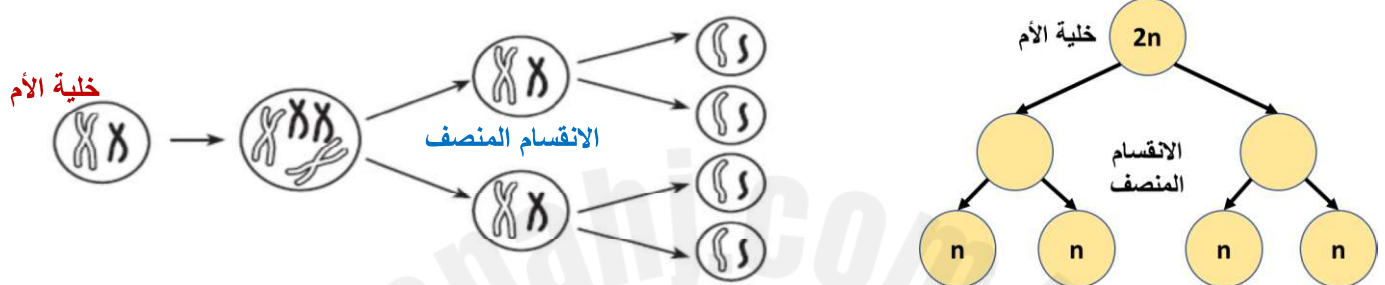 خلية الأم
الانقسام المنصف
خلية الأم
2n
الانقسام
المنصف
n
n
n
n